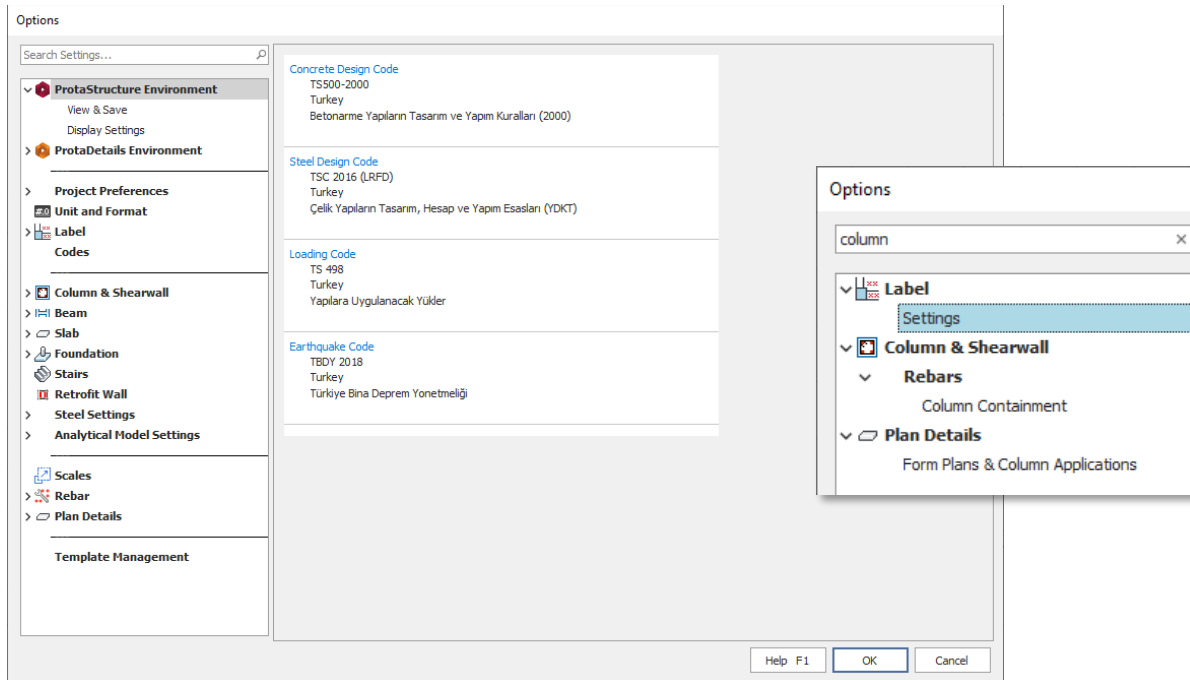 Options
Search Settings...
ProtaStructure Environment
View & Save
Display Settings
ProtaDetails Environment
Project Preferences
#.0 Unit and Format
Label
Codes
Column & Shearwall
Beam
Slab
Foundation
Stairs
Retrofit Wall
Steel Settings
Analytical Model Settings
Scales
Rebar
Plan Details
Template Management
Concrete Design Code
TS500-2000
Turkey
Betonarme Yapıların Tasarım ve Yapım Kuralları (2000)
Steel Design Code
TSC 2016 (LRFD)
Turkey
Çelik Yapıların Tasarım, Hesap ve Yapım Esasları (YDKT)
Loading Code
TS 498
Turkey
Yapılara Uygulanacak Yükler
Earthquake Code
TBDY 2018
Turkey
Türkiye Bina Deprem Yonetmeliği
Help F1
OK
Cancel
Options
column
Label
Settings
Column & Shearwall
Rebars
Column Containment
Plan Details
Form Plans & Column Applications